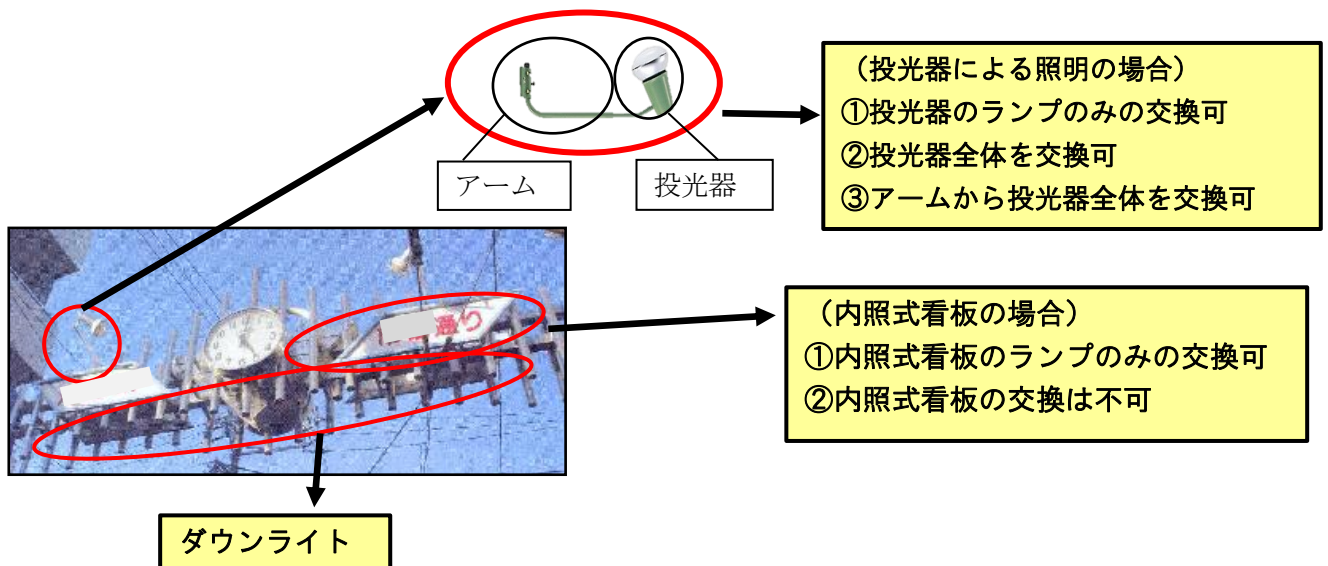 （投光器による照明の場合）
①投光器のランプのみの交換可
②投光器全体を交換可
③アームから投光器全体を交換可
アーム
投光器
通り
（内照式看板の場合）
①内照式看板のランプのみの交換可
②内照式看板の交換は不可
ダウンライト